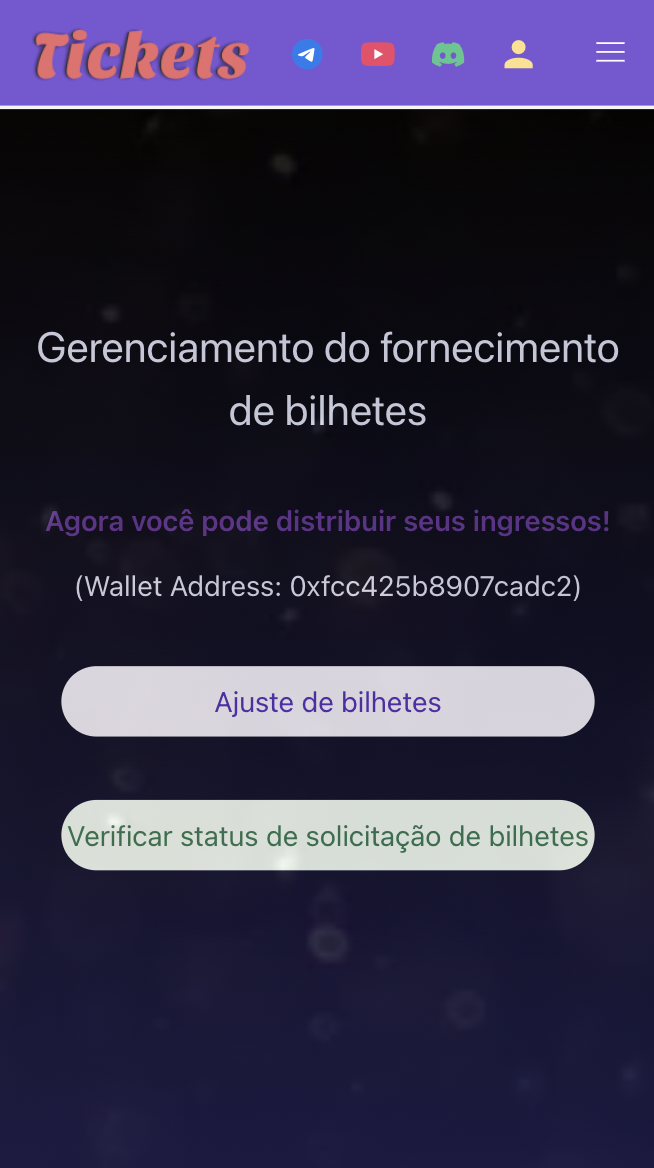 Tickets
Gerenciamento do fornecimento
de bilhetes
Agora você pode distribuir seus ingressos!
(Wallet Address: 0xfcc425b8907cadc2)
Ajuste de bilhetes
Verificar status de solicitação de bilhetes